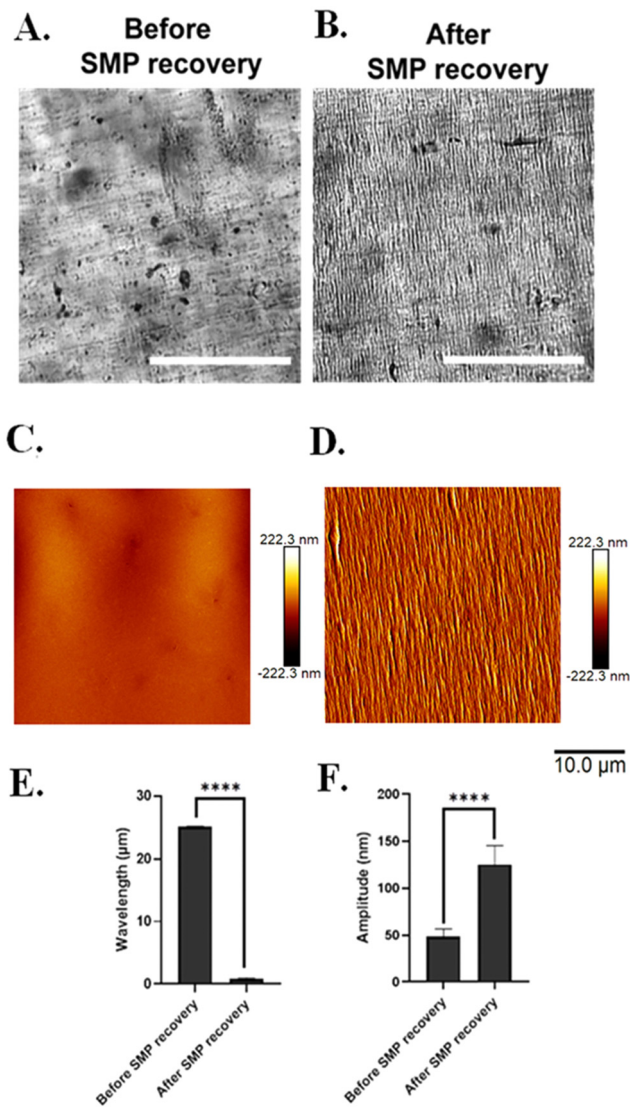 A.
Before
SMP recovery
B.
After
SMP recovery
C.
222.3 nm
-222.3 nm
D.
222.3 nm
-222.3 nm
10.0 µm
E.
****
30
20
10
0
Wavelength (µm)
Before SMP recovery
After SMP recovery
F.
****
200
150
100
50
0
Amplitude (nm)
Before SMP recovery
After SMP recovery